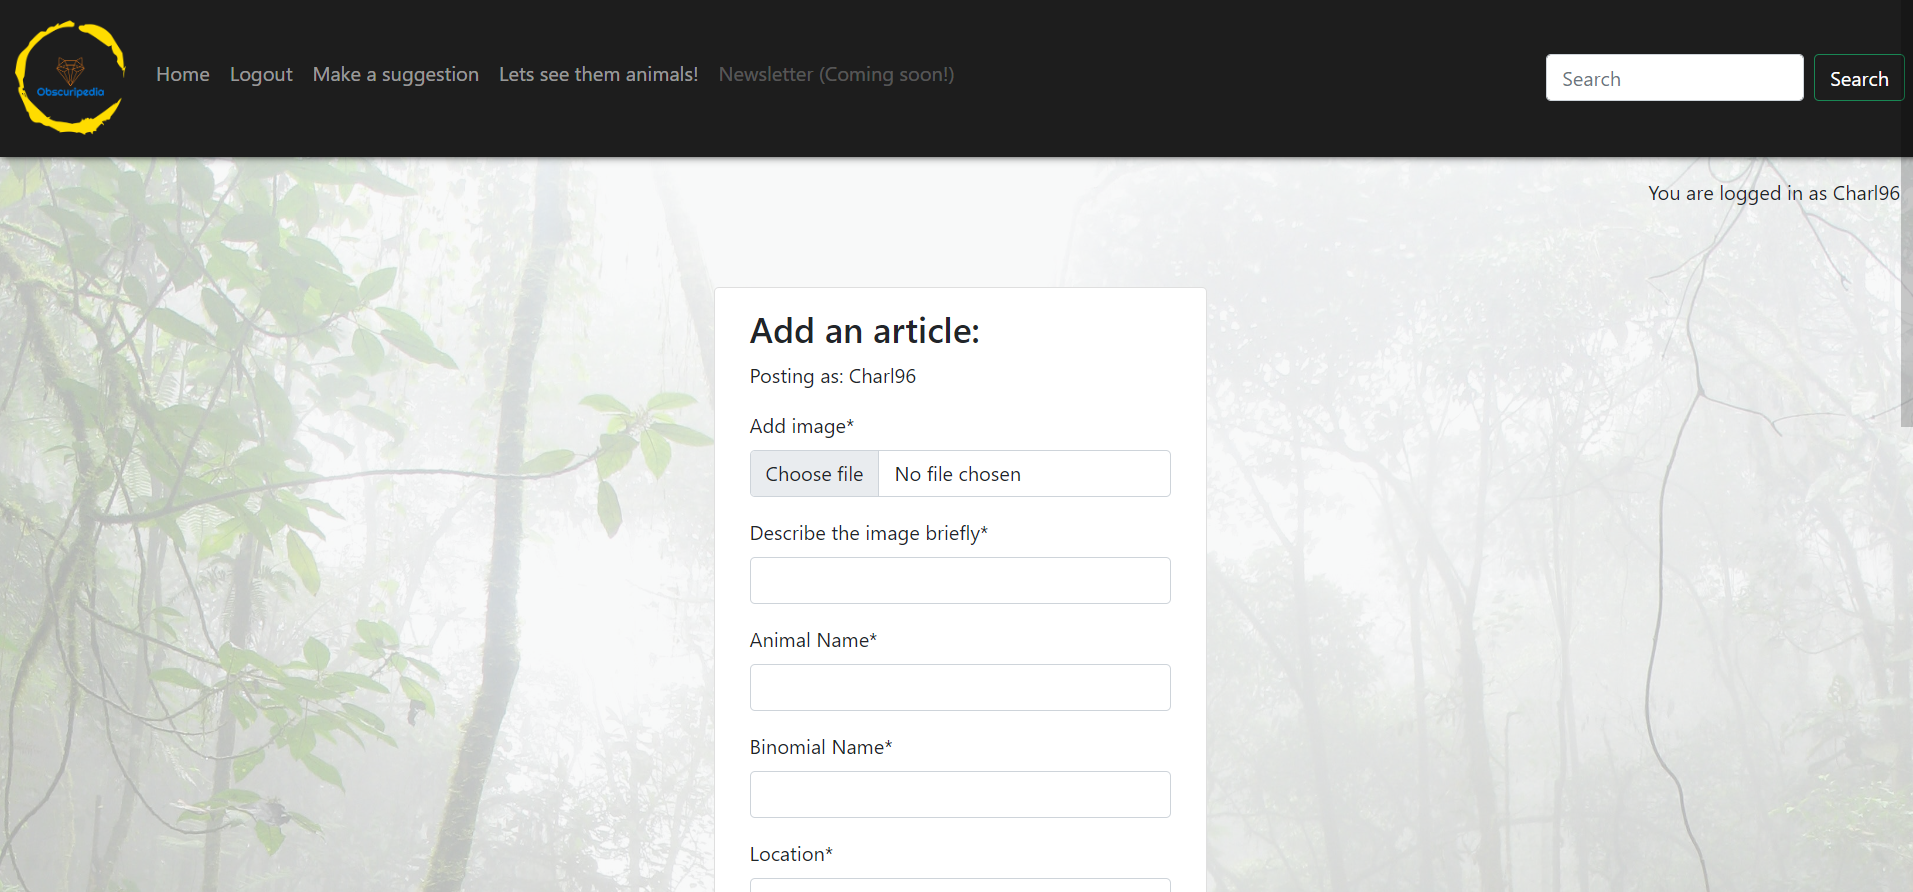 Obscuripedia
Home Logout Make a suggestion Lets see them animals! Newsletter (Coming soon!) Search Search
You are logged in as Charl96
Add an article:
Posting as: Charl96
Add image*
Choose file No file chosen
Describe the image briefly*
Animal Name*
Binomial Name*
Location*